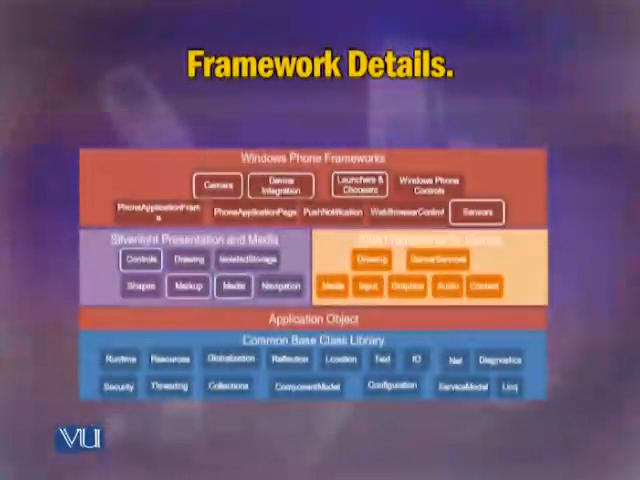 Framework Details.
Windows Phone Frameworks
Camera Device Integration Launchers & Choosers Windows Phone Controls
PhoneApplicationFrame PhoneApplicationPage PushNotification WebBrowserControl Sensors
Silverlight Presentation and Media
Controls Drawing IsolatedStorage
Drawing GamerServices
Shapes Markup Media Navigation
Media Input Graphics Audio Content
Application Object
Common Base Class Library
Runtime Resources Globalization Reflection Location Text IO Net Diagnostics
Security Threading Collections ComponentModel Configuration ServiceModel Linq
VU